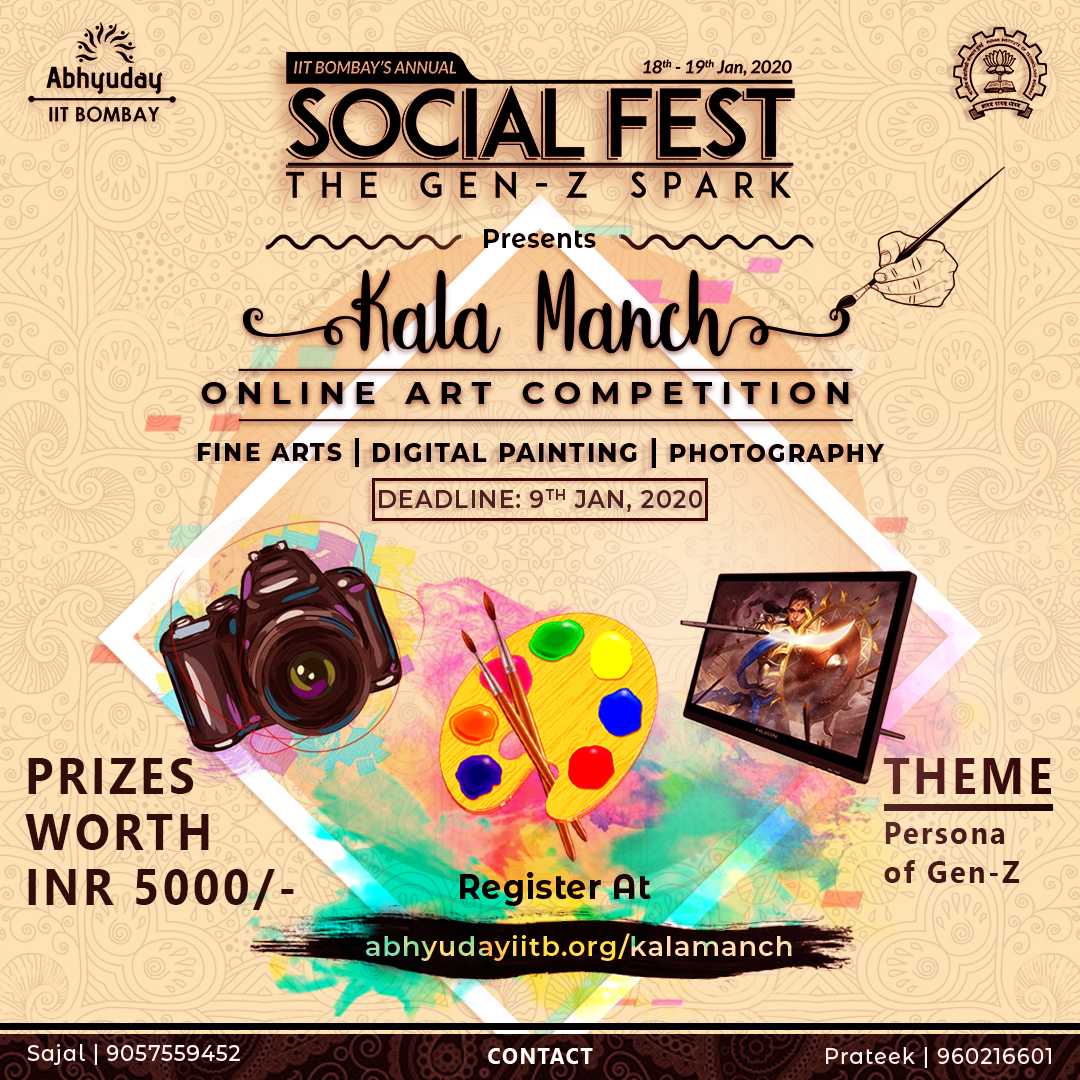 Abhyuday
IIT BOMBAY
IIT BOMBAY'S ANNUAL
18th - 19th Jan, 2020
SOCIAL FEST
THE GEN-Z SPARK
Presents
Kala Manch
ONLINE ART COMPETITION
FINE ARTS | DIGITAL PAINTING | PHOTOGRAPHY
DEADLINE: 9TH JAN, 2020
HUION
PRIZES
WORTH
INR 5000/-
THEME
Persona
of Gen-Z
Register At
abhyudayiitb.org/kalamanch
Sajal | 9057559452
CONTACT
Prateek | 960216601